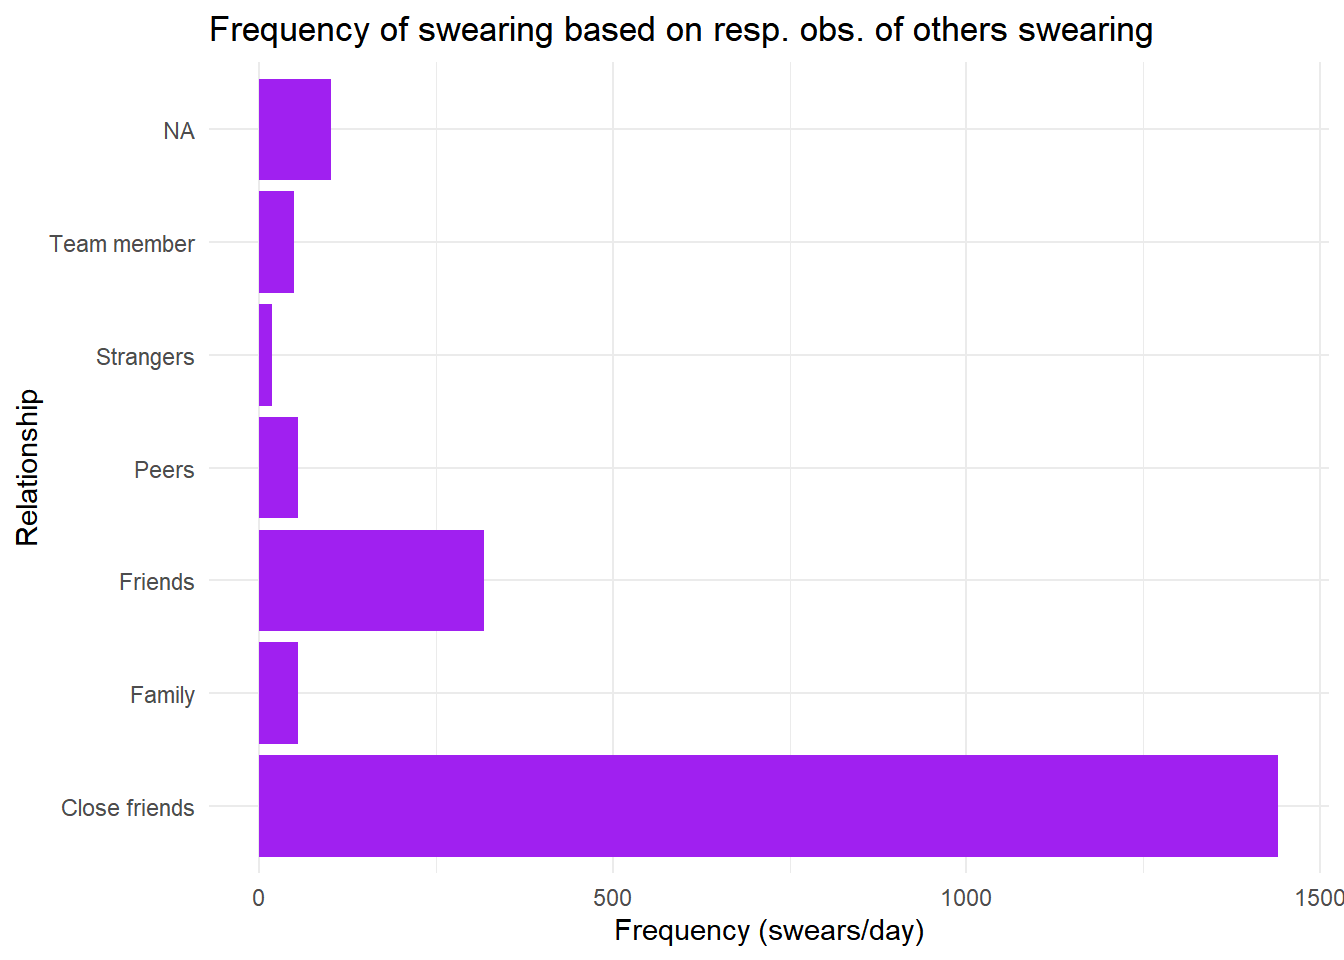 Frequency of swearing based on resp. obs. of others swearing
NA
Team member
Strangers
Peers
Friends
Family
Close friends
Relationship
0 500 1000 1500
Frequency (swears/day)